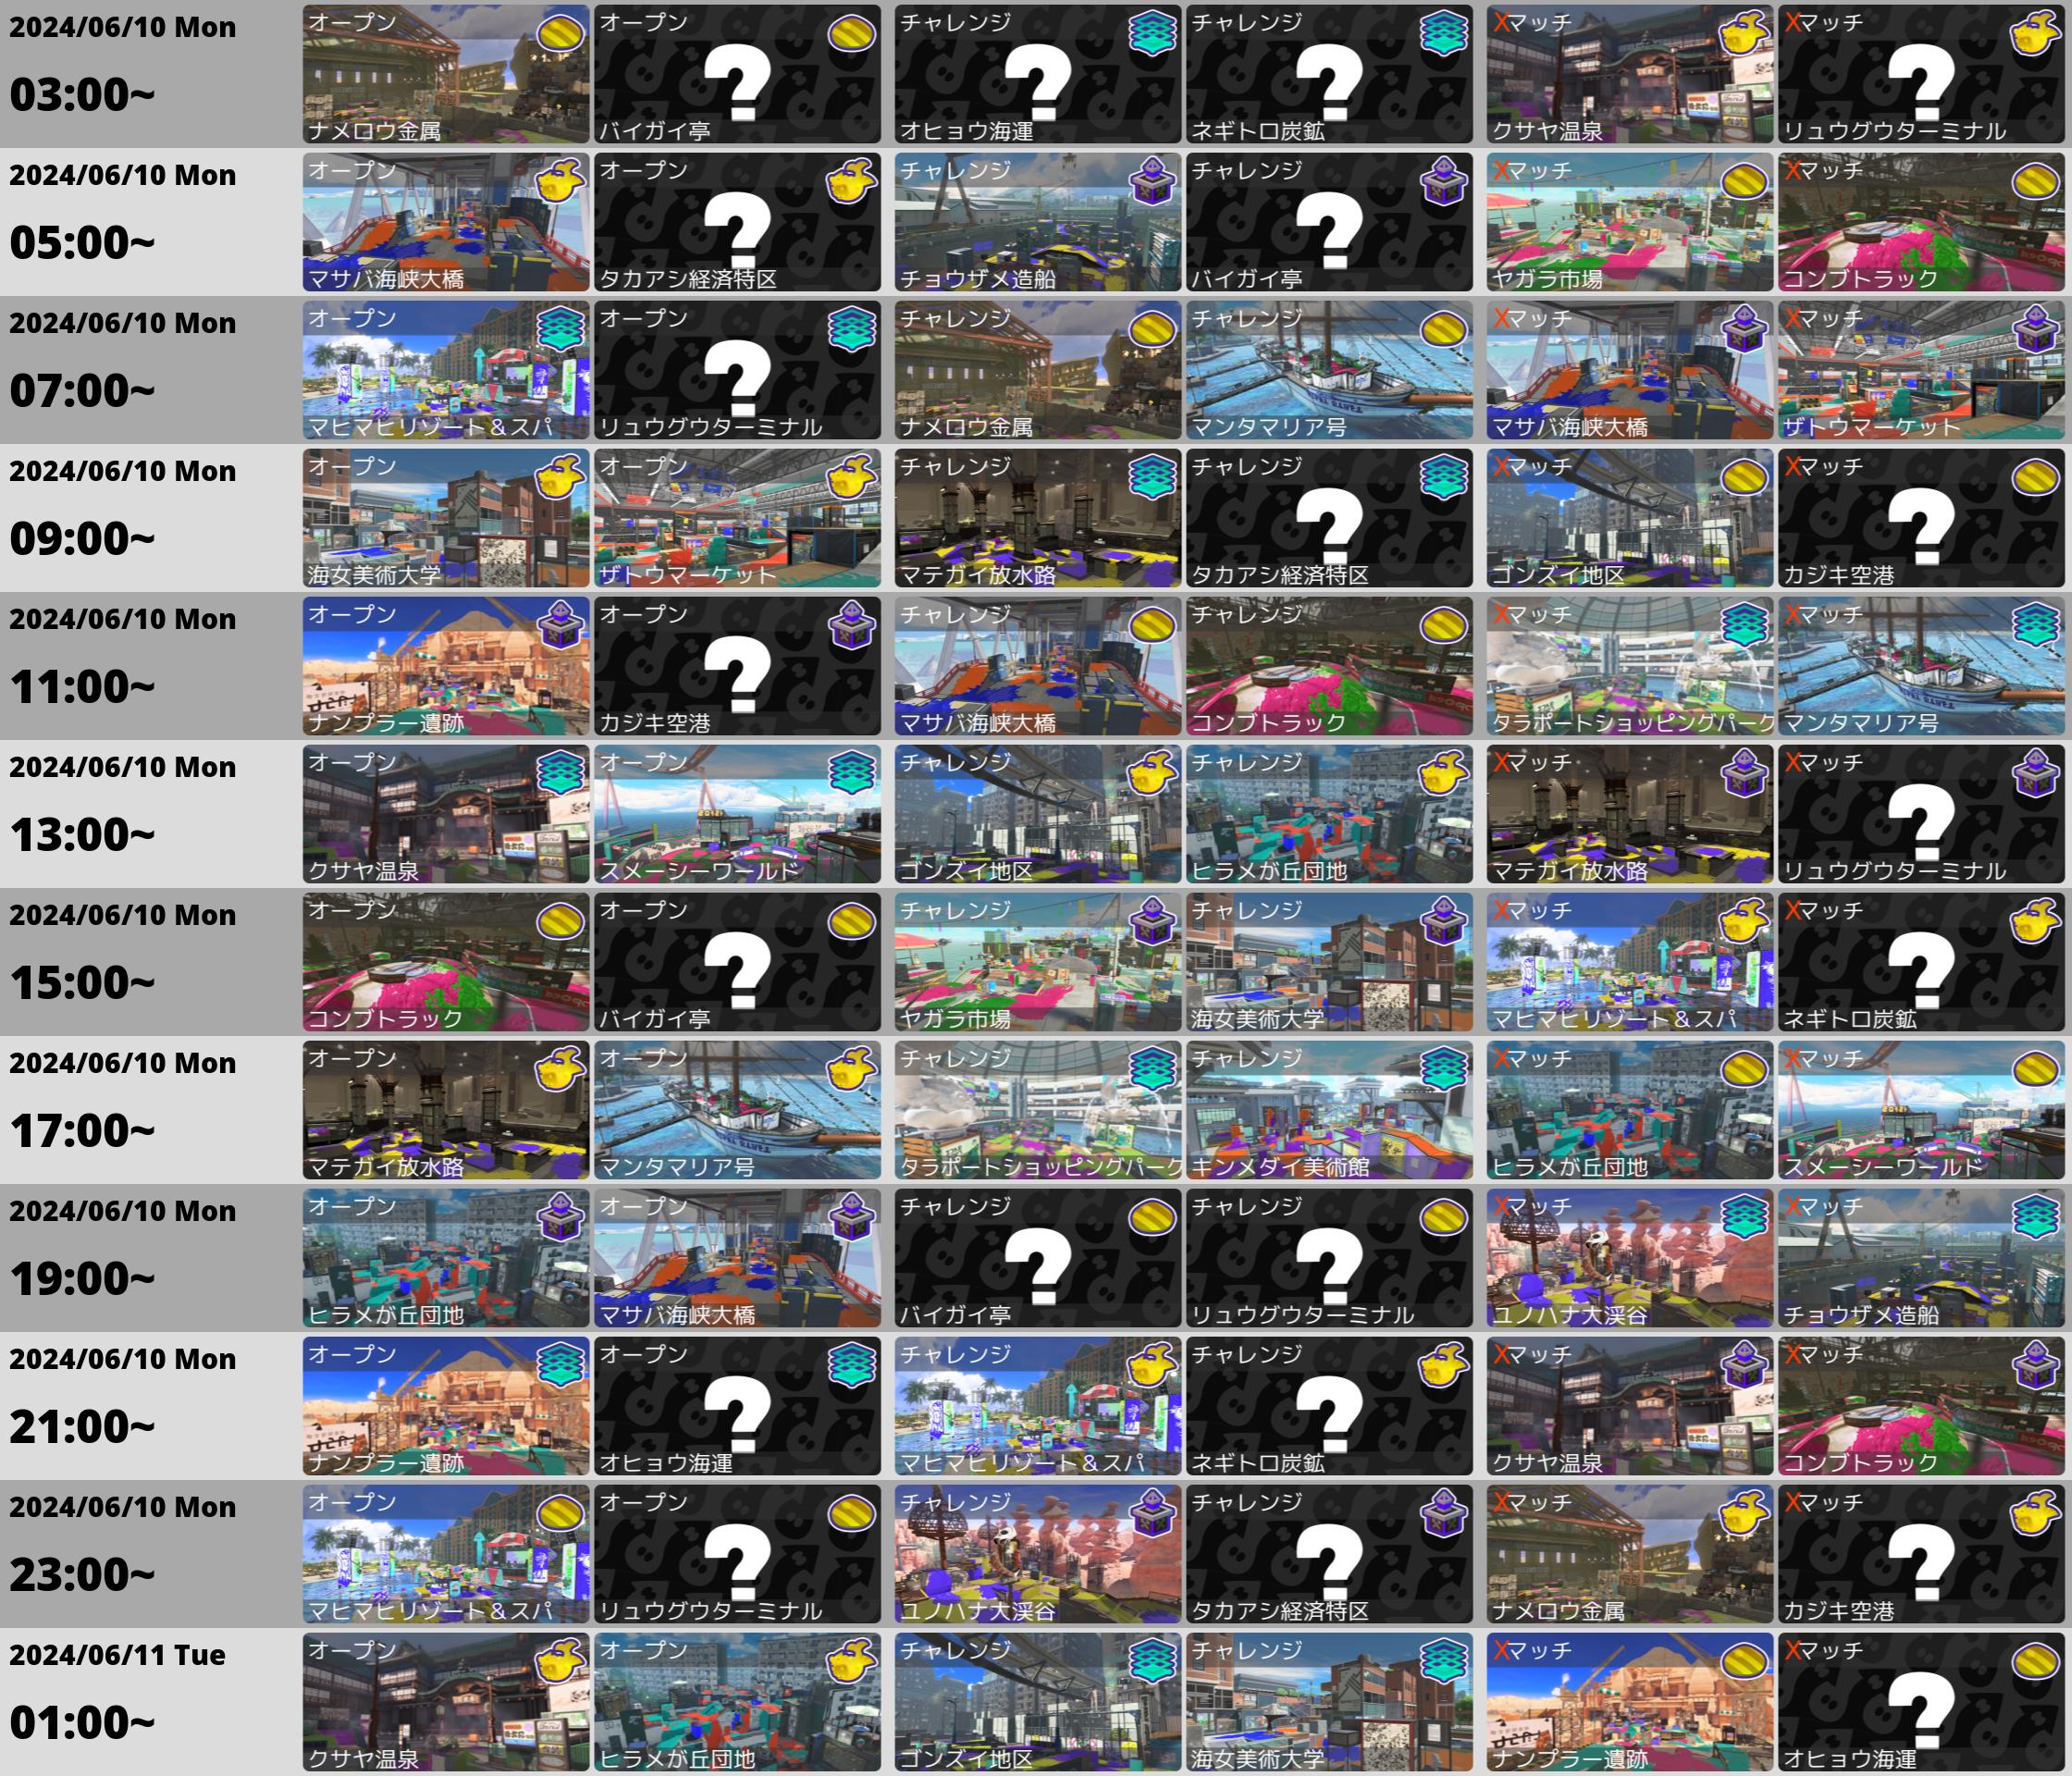 2024/06/10 Mon
03:00~
オープン
ナメロウ金属
オープン
バイガイ亭
チャレンジ
オヒョウ海運
チャレンジ
ネギトロ炭鉱
Xマッチ
クサヤ温泉
Xマッチ
リュウグウターミナル
2024/06/10 Mon
05:00~
オープン
マサバ海峡大橋
オープン
タカアシ経済特区
チャレンジ
チョウザメ造船
チャレンジ
バイガイ亭
Xマッチ
ヤガラ市場
Xマッチ
コンブトラック
2024/06/10 Mon
07:00~
オープン
マヒマヒリゾート＆スパ
オープン
リュウグウターミナル
チャレンジ
ナメロウ金属
チャレンジ
マンタマリア号
Xマッチ
マサバ海峡大橋
Xマッチ
ザトウマーケット
2024/06/10 Mon
09:00~
オープン
海女美術大学
オープン
ザトウマーケット
チャレンジ
マテガイ放水路
チャレンジ
タカアシ経済特区
Xマッチ
ゴンズイ地区
Xマッチ
カジキ空港
2024/06/10 Mon
11:00~
オープン
ナンプラー遺跡
オープン
カジキ空港
チャレンジ
マサバ海峡大橋
チャレンジ
コンブトラック
Xマッチ
タラポートショッピングパーク
Xマッチ
マンタマリア号
2024/06/10 Mon
13:00~
オープン
クサヤ温泉
オープン
スメーシーワールド
チャレンジ
ゴンズイ地区
チャレンジ
ヒラメが丘団地
Xマッチ
マテガイ放水路
Xマッチ
リュウグウターミナル
2024/06/10 Mon
15:00~
オープン
コンブトラック
オープン
バイガイ亭
チャレンジ
ヤガラ市場
チャレンジ
海女美術大学
Xマッチ
マヒマヒリゾート＆スパ
Xマッチ
ネギトロ炭鉱
2024/06/10 Mon
17:00~
オープン
マテガイ放水路
オープン
マンタマリア号
チャレンジ
タラポートショッピングパーク
チャレンジ
キンメダイ美術館
Xマッチ
ヒラメが丘団地
Xマッチ
スメーシーワールド
2024/06/10 Mon
19:00~
オープン
ヒラメが丘団地
オープン
マサバ海峡大橋
チャレンジ
バイガイ亭
チャレンジ
リュウグウターミナル
Xマッチ
ユノハナ大渓谷
Xマッチ
チョウザメ造船
2024/06/10 Mon
21:00~
オープン
ナンプラー遺跡
オープン
オヒョウ海運
チャレンジ
マヒマヒリゾート＆スパ
チャレンジ
ネギトロ炭鉱
Xマッチ
クサヤ温泉
Xマッチ
コンブトラック
2024/06/10 Mon
23:00~
オープン
マヒマヒリゾート＆スパ
オープン
リュウグウターミナル
チャレンジ
ユノハナ大渓谷
チャレンジ
タカアシ経済特区
Xマッチ
ナメロウ金属
Xマッチ
カジキ空港
2024/06/11 Tue
01:00~
オープン
クサヤ温泉
オープン
ヒラメが丘団地
チャレンジ
ゴンズイ地区
チャレンジ
海女美術大学
Xマッチ
ナンプラー遺跡
Xマッチ
オヒョウ海運